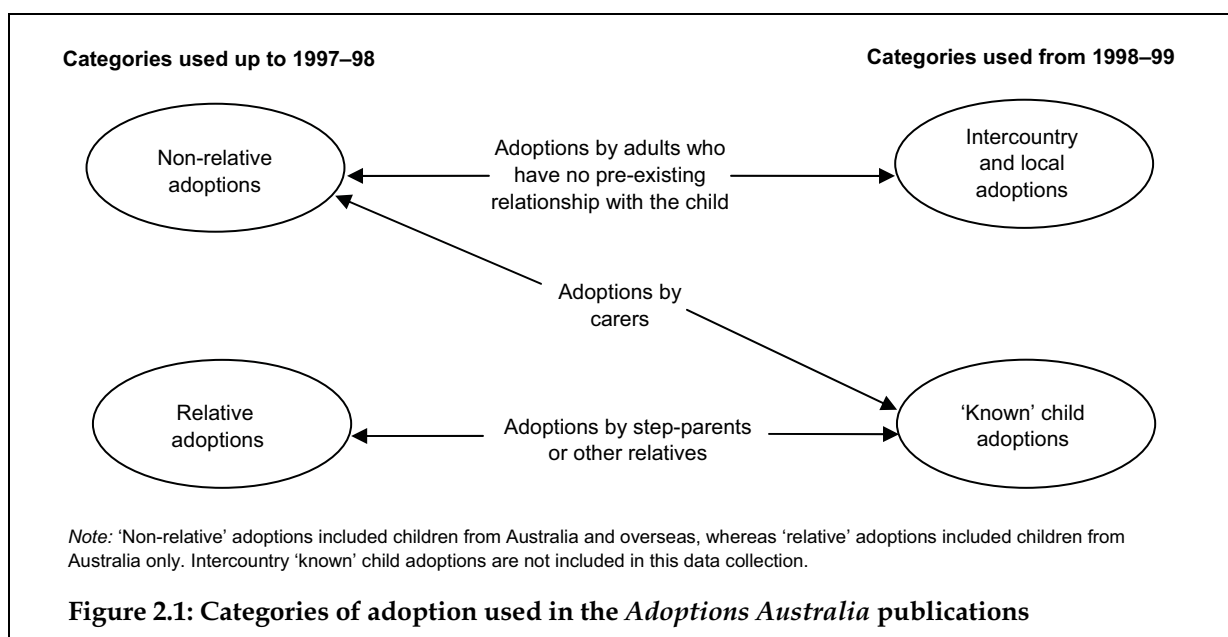 Categories used up to 1997–98
Categories used from 1998–99
Non-relative
adoptions
Adoptions by adults who
have no pre-existing
relationship with the child
Intercountry
and local
adoptions
Adoptions by
carers
Relative
adoptions
Adoptions by step-parents
or other relatives
‘Known’ child
adoptions
Note: ‘Non-relative’ adoptions included children from Australia and overseas, whereas ‘relative’ adoptions included children from
Australia only. Intercountry ‘known’ child adoptions are not included in this data collection.
Figure 2.1: Categories of adoption used in the Adoptions Australia publications